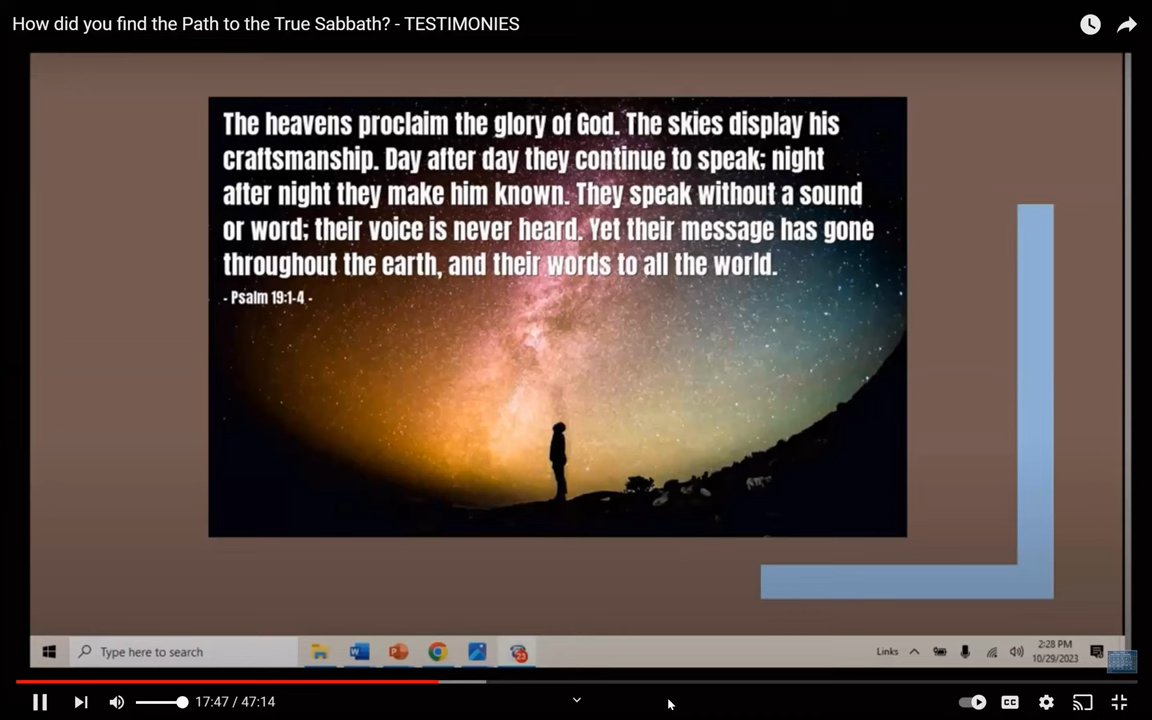 How did you find the Path to the True Sabbath? - TESTIMONIES
The heavens proclaim the glory of God. The skies display his
craftsmanship. Day after day they continue to speak; night
after night they make him known. They speak without a sound
or word; their voice is never heard. Yet their message has gone
throughout the earth, and their words to all the world.
- Psalm 19:1-4 -
Type here to search
23
Links
2:28 PM
10/29/2023
17:47 / 47:14
CC